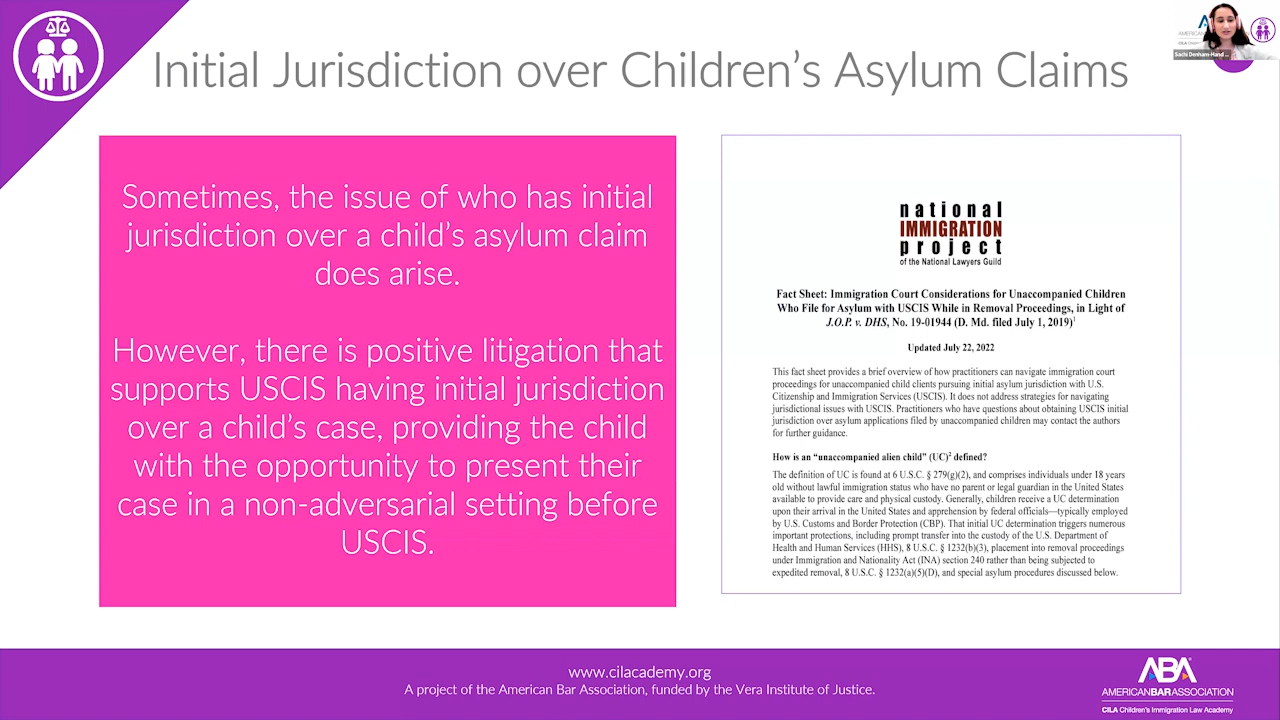 Initial Jurisdiction over Children's Asylum Claims
Sometimes, the issue of who has initial
jurisdiction over a child's asylum claim
does arise.
However, there is positive litigation that
supports USCIS having initial jurisdiction
over a child's case, providing the child
with the opportunity to present their
case in a non-adversarial setting before
USCIS.
national
IMMIGRATION
project
of the National Lawyers Guild
Fact Sheet: Immigration Court Considerations for Unaccompanied Children
Who File for Asylum with USCIS While in Removal Proceedings, in Light of
J.O.P. v. DHS, No. 19-01944 (D. Md. filed July 1, 2019)¹
Updated July 22, 2022
This fact sheet provides a brief overview of how practitioners can navigate immigration court
proceedings for unaccompanied child clients pursuing initial asylum jurisdiction with U.S.
Citizenship and Immigration Services (USCIS). It does not address strategies for navigating
jurisdictional issues with USCIS. Practitioners who have questions about obtaining USCIS initial
jurisdiction over asylum applications filed by unaccompanied children may contact the authors
for further guidance.
How is an “unaccompanied alien child” (UC)² defined?
The definition of UC is found at 6 U.S.C. § 279(g)(2), and comprises individuals under 18 years
old without lawful immigration status who have no parent or legal guardian in the United States
available to provide care and physical custody. Generally, children receive a UC determination
upon their arrival in the United States and apprehension by federal officials—typically employed
by U.S. Customs and Border Protection (CBP). That initial UC determination triggers numerous
important protections, including prompt transfer into the custody of the U.S. Department of
Health and Human Services (HHS), 8 U.S.C. § 1232(b)(3), placement into removal proceedings
under Immigration and Nationality Act (INA) section 240 rather than being subjected to
expedited removal, 8 U.S.C. § 1232(a)(5)(D), and special asylum procedures discussed below.
Sachi Denham-Hand...
www.cilacademy.org
A project of the American Bar Association, funded by the Vera Institute of Justice.
ABA
AMERICANBARASSOCIATION
CILA Children's Immigration Law Academy